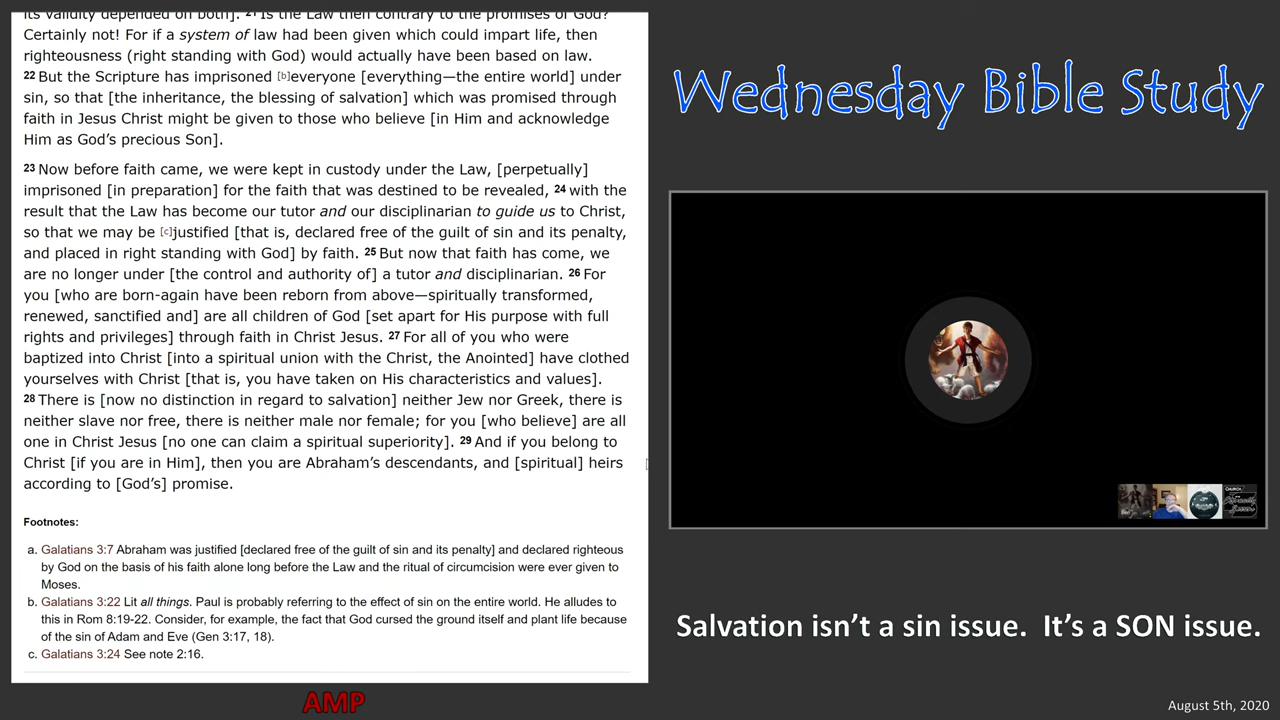 its validity depended on both]. 21 Is the Law then contrary to the promises of God?
Certainly not! For if a system of law had been given which could impart life, then
righteousness (right standing with God) would actually have been based on law.
22 But the Scripture has imprisoned [b]everyone [everything—the entire world] under
sin, so that [the inheritance, the blessing of salvation] which was promised through
faith in Jesus Christ might be given to those who believe [in Him and acknowledge
Him as God's precious Son].
23 Now before faith came, we were kept in custody under the Law, [perpetually]
imprisoned [in preparation] for the faith that was destined to be revealed, 24 with the
result that the Law has become our tutor and our disciplinarian to guide us to Christ,
so that we may be [c]justified [that is, declared free of the guilt of sin and its penalty,
and placed in right standing with God] by faith. 25 But now that faith has come, we
are no longer under [the control and authority of] a tutor and disciplinarian. 26 For
you [who are born-again have been reborn from above—spiritually transformed,
renewed, sanctified and] are all children of God [set apart for His purpose with full
rights and privileges] through faith in Christ Jesus. 27 For all of you who were
baptized into Christ [into a spiritual union with the Christ, the Anointed] have clothed
yourselves with Christ [that is, you have taken on His characteristics and values].
28 There is [now no distinction in regard to salvation] neither Jew nor Greek, there is
neither slave nor free, there is neither male nor female; for you [who believe] are all
one in Christ Jesus [no one can claim a spiritual superiority]. 29 And if you belong to
Christ [if you are in Him], then you are Abraham's descendants, and [spiritual] heirs
according to [God's] promise.
Footnotes:
a. Galatians 3:7 Abraham was justified [declared free of the guilt of sin and its penalty] and declared righteous
by God on the basis of his faith alone long before the Law and the ritual of circumcision were ever given to
Moses.
b. Galatians 3:22 Lit all things. Paul is probably referring to the effect of sin on the entire world. He alludes to
this in Rom 8:19-22. Consider, for example, the fact that God cursed the ground itself and plant life because
of the sin of Adam and Eve (Gen 3:17, 18).
c. Galatians 3:24 See note 2:16.
AMP
Wednesday Bible Study
Salvation isn't a sin issue. It's a SON issue.
August 5th, 2020